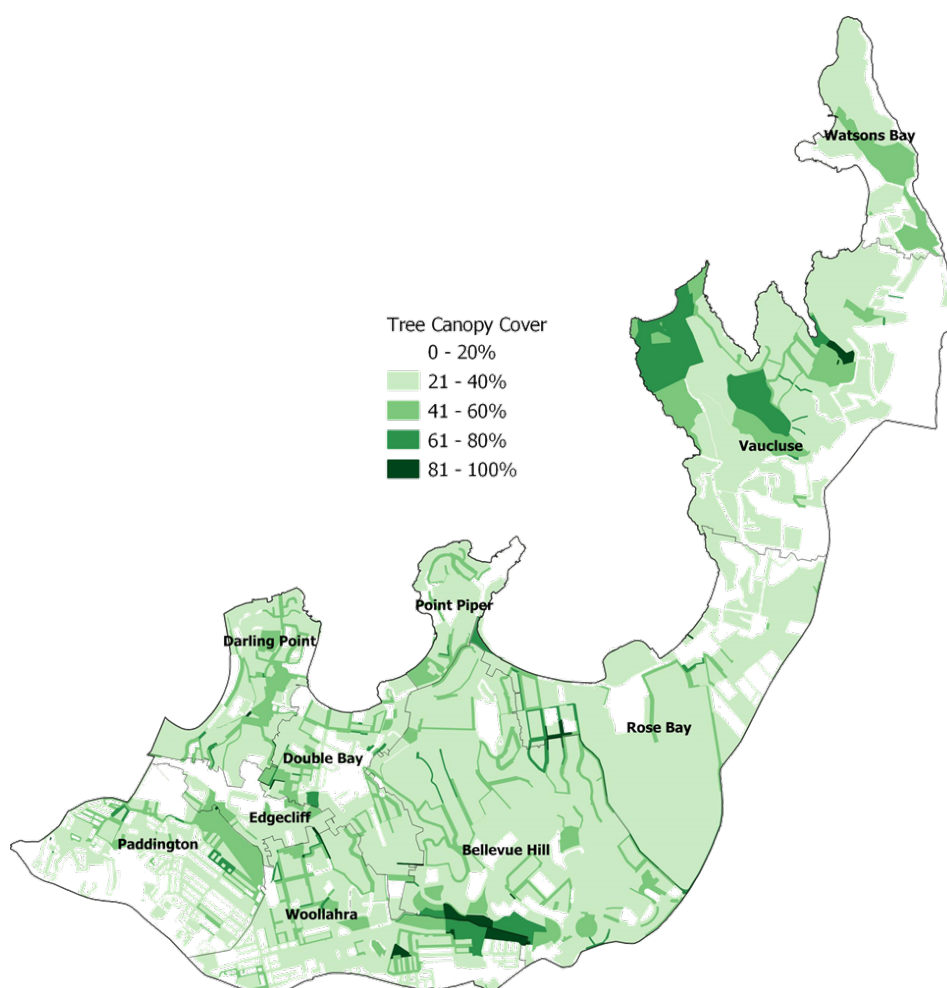 Watsons Bay
Tree Canopy Cover
0 - 20%
21 - 40%
41 - 60%
61 - 80%
81 - 100%
Vaucluse
Point Piper
Darling Point
Rose Bay
Double Bay
Edgecliff
Paddington
Bellevue Hill
Woollahra